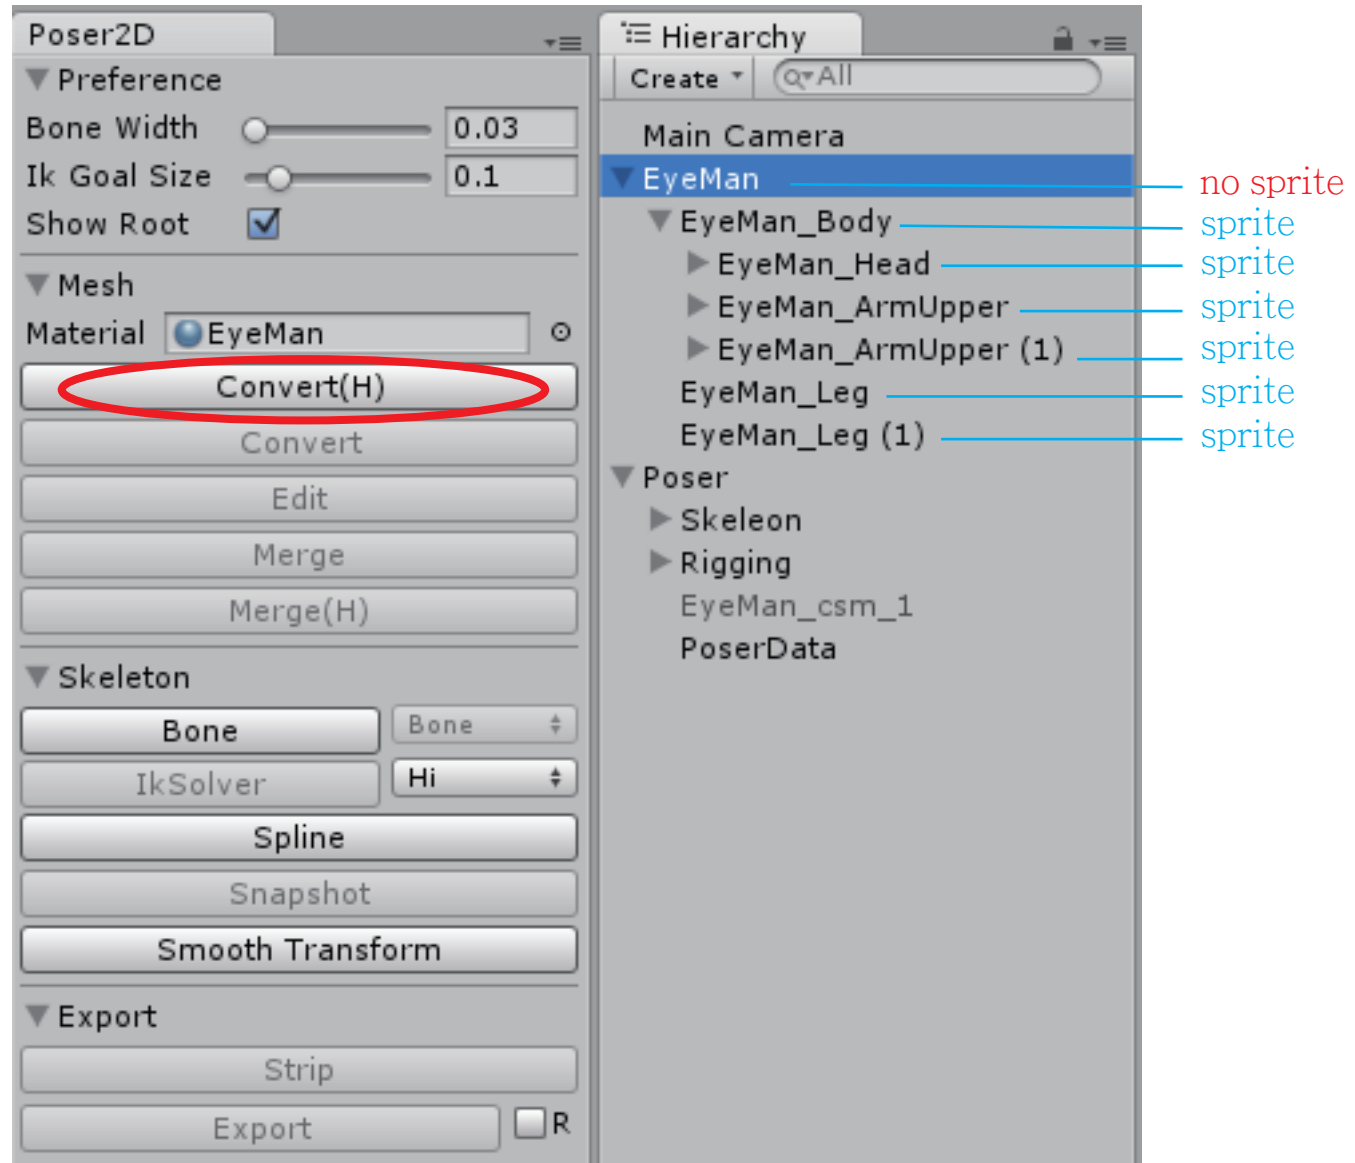 Poser2D
Preference
Bone Width 0.03
Ik Goal Size 0.1
Show Root
Mesh
Material EyeMan
Convert(H)
Convert
Edit
Merge
Merge(H)
Skeleton
Bone Bone
IkSolver Hi
Spline
Snapshot
Smooth Transform
Export
Strip
Export R
Hierarchy
Create All
Main Camera
EyeMan no sprite
EyeMan_Body sprite
EyeMan_Head sprite
EyeMan_ArmUpper sprite
EyeMan_ArmUpper (1) sprite
EyeMan_Leg sprite
EyeMan_Leg (1) sprite
Poser
Skeleon
Rigging
EyeMan_csm_1
PoserData